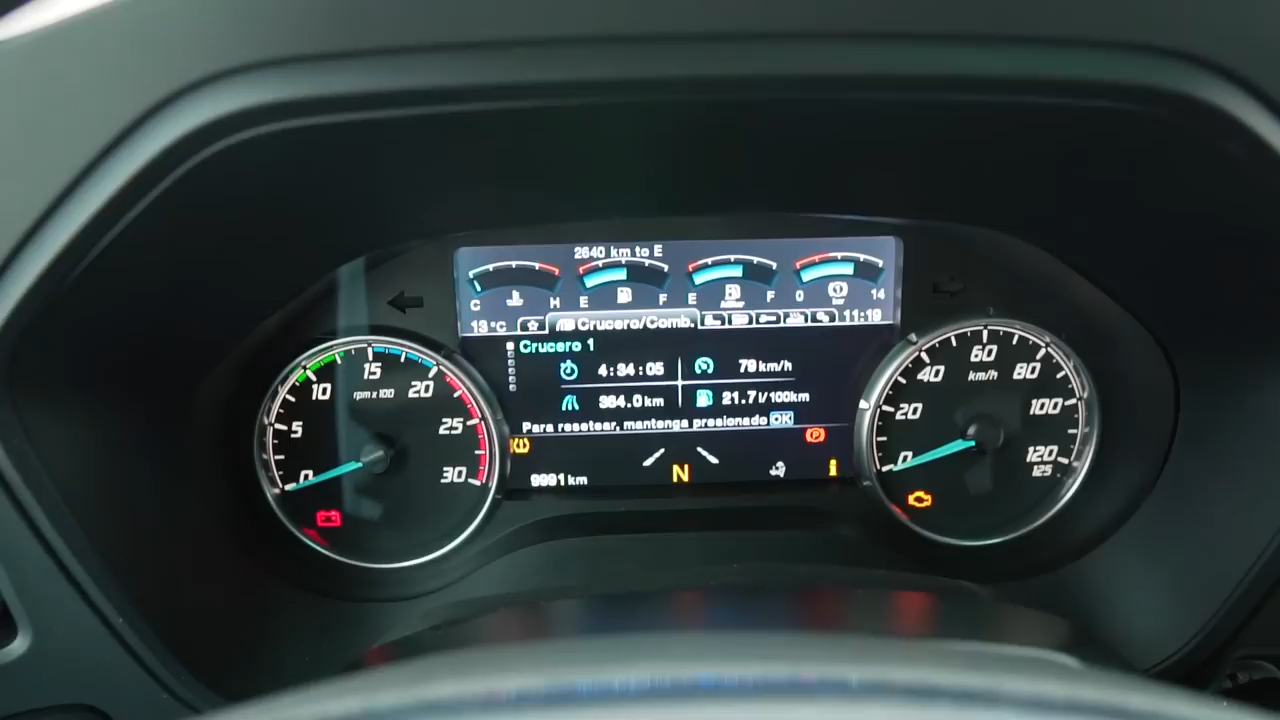 2640 km to E
C H E F E F 0 14
AdBlue
bar
13 °C Crucero/Comb. 11:19
Crucero 1
4:34:05 79 km/h
364.0 km 21.7 l/100km
Para resetear, mantenga presionado OK
P
N
i
9991 km
0 5 10 15 20 25 30
rpm x 100
0 20 40 60 80 100 120 125
km/h